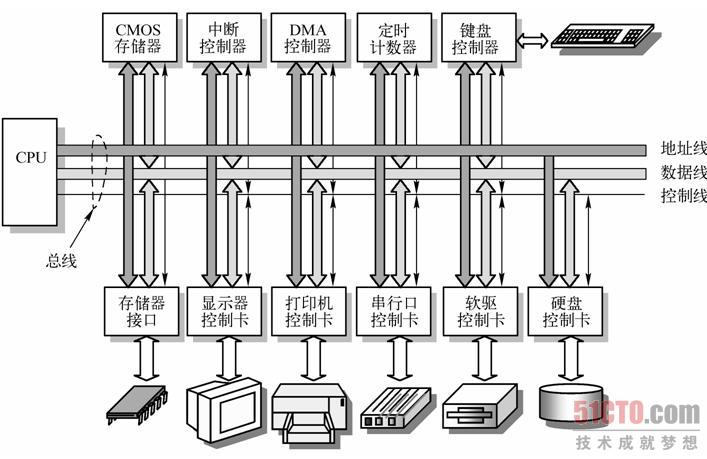 CMOS
存储器
中断
控制器
DMA
控制器
定时
计数器
键盘
控制器
CPU
地址线
数据线
控制线
总线
存储器
接口
显示器
控制卡
打印机
控制卡
串行口
控制卡
软驱
控制卡
硬盘
控制卡
51CTO.com
技术成就梦想